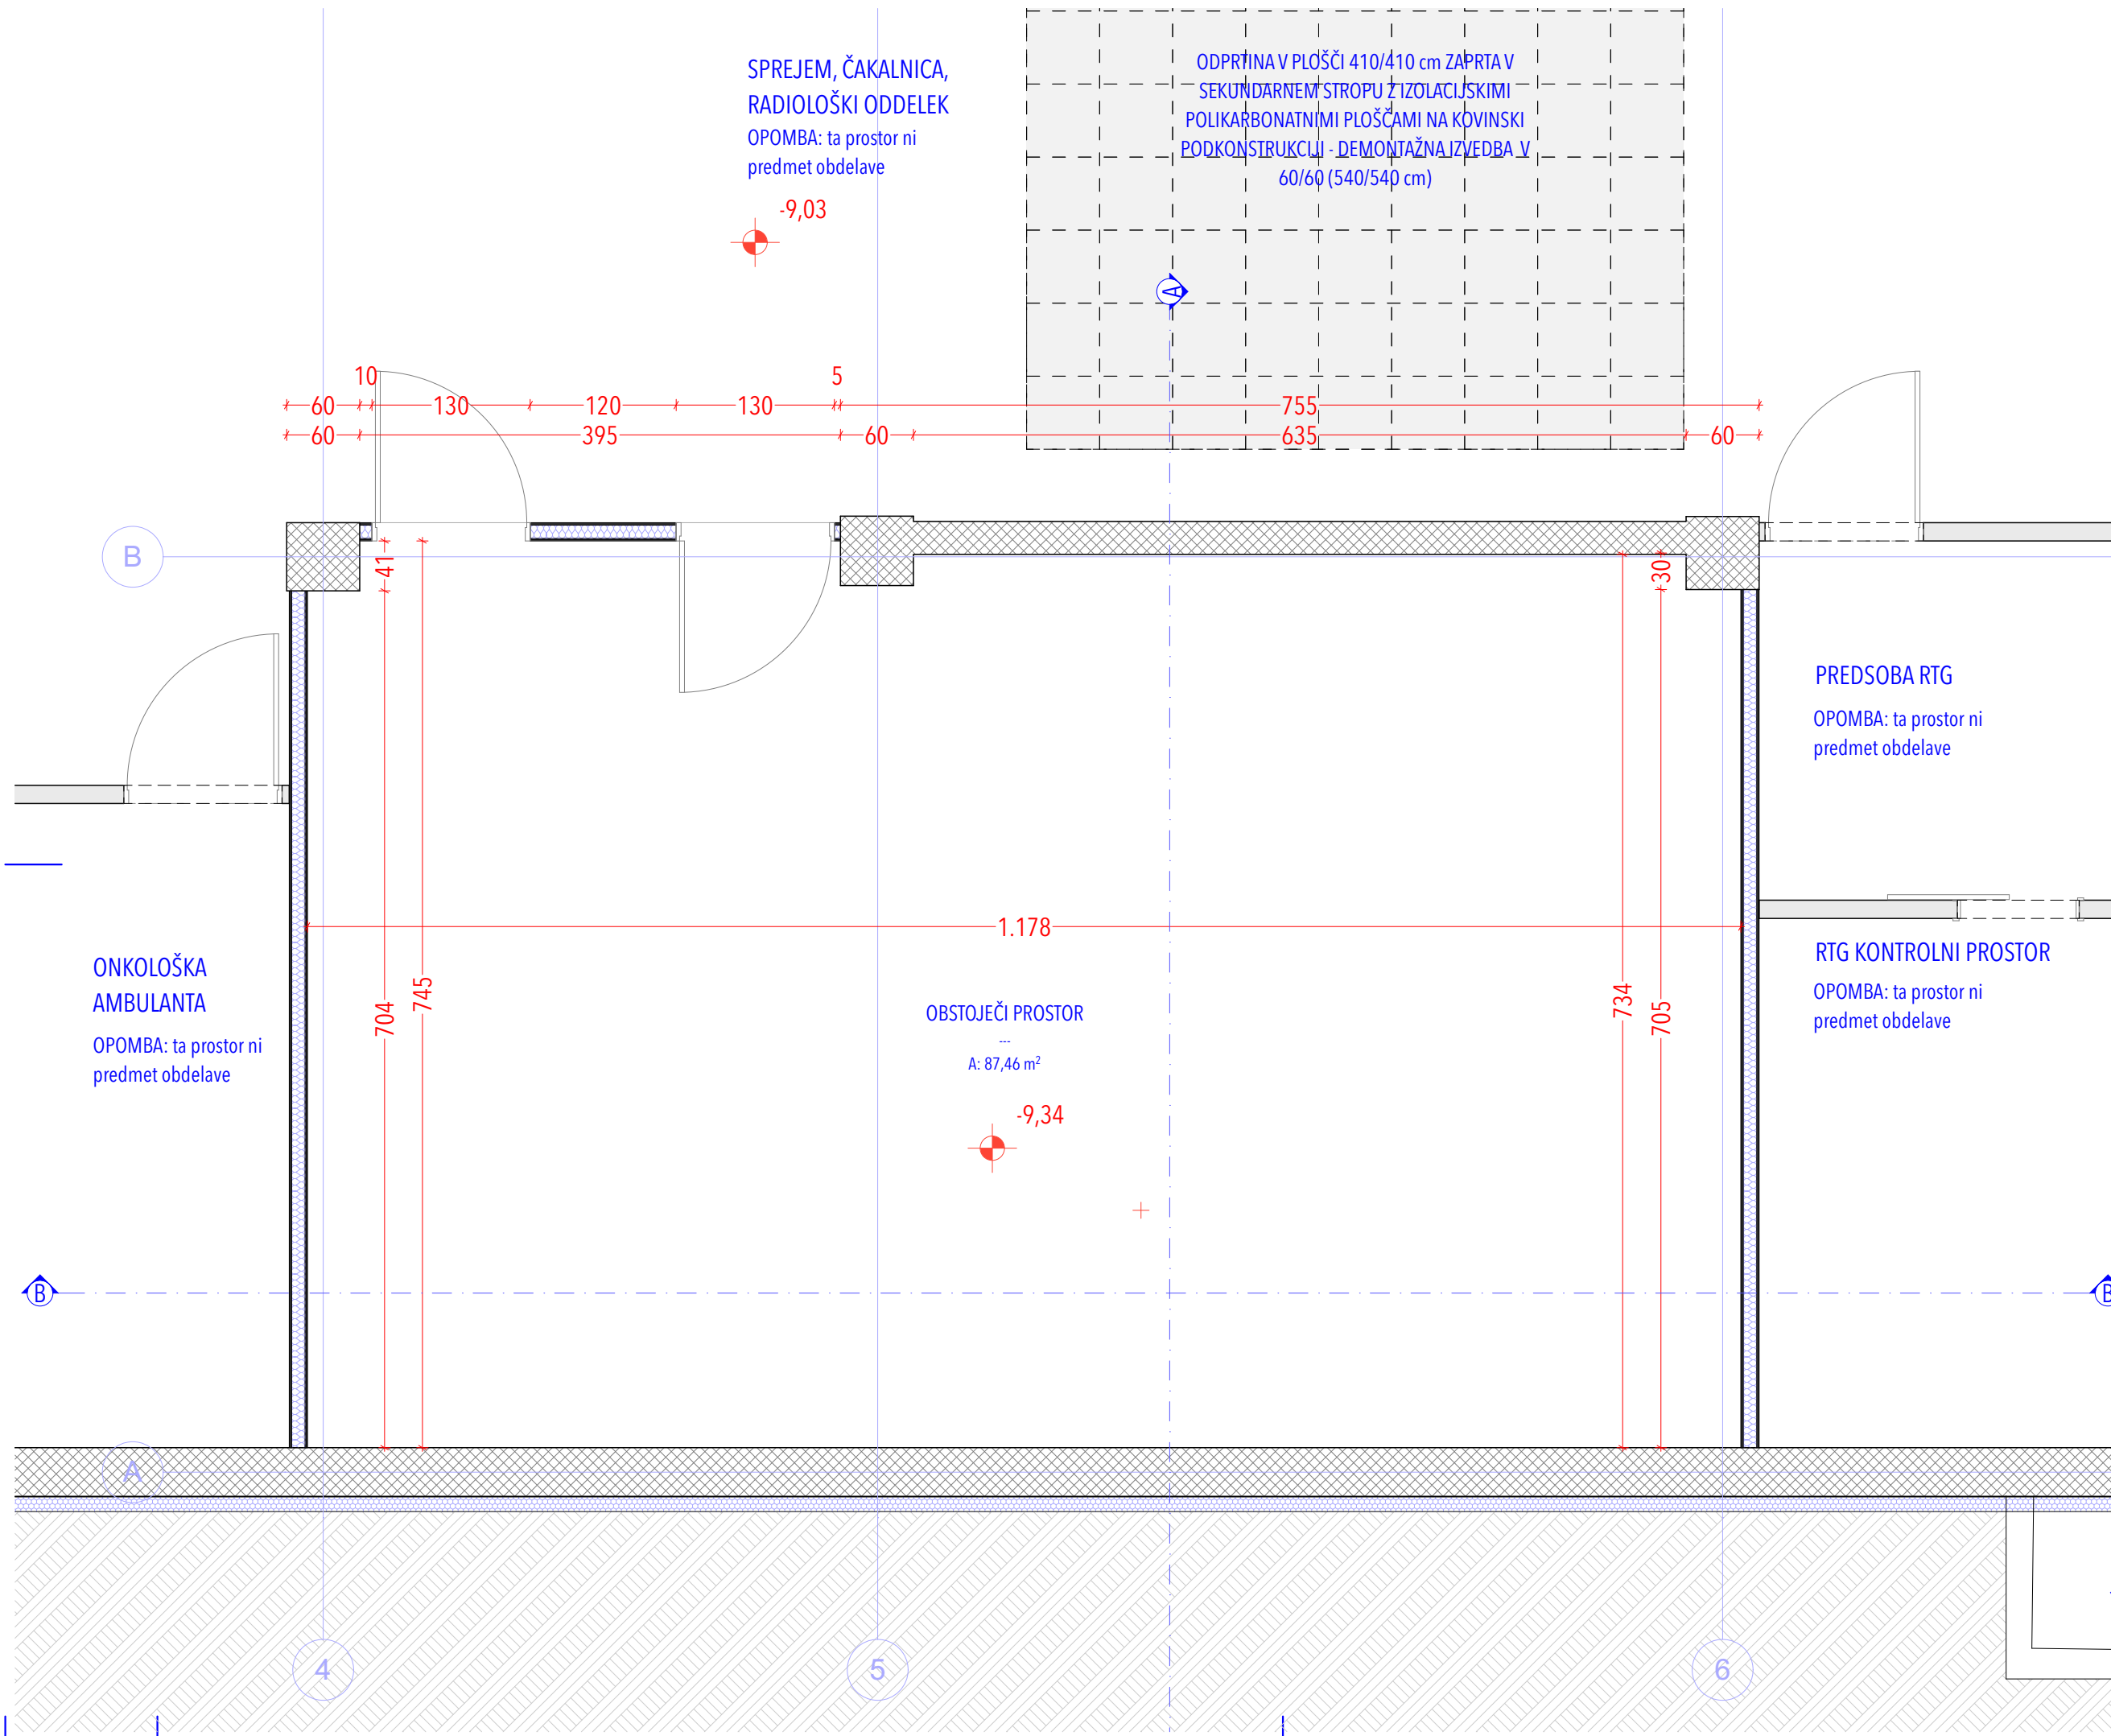 SPREJEM, ČAKALNICA,
RADIOLOŠKI ODDELEK
OPOMBA: ta prostor ni
predmet obdelave
-9,03
ODPRTINA V PLOŠČI 410/410 cm ZAPRTA V
SEKUNDARNEM STROPU Z IZOLACIJSKIMI
POLIKARBONATNIMI PLOŠČAMI NA KOVINSKI
PODKONSTRUKCIJI - DEMONTAŽNA IZVEDBA V
60/60 (540/540 cm)
A
10
5
60
130
120
130
755
60
395
60
635
60
B
41
30
PREDSOBA RTG
OPOMBA: ta prostor ni
predmet obdelave
1.178
ONKOLOŠKA
AMBULANTA
OPOMBA: ta prostor ni
predmet obdelave
704
745
OBSTOJEČI PROSTOR
---
A: 87,46 m²
-9,34
734
705
RTG KONTROLNI PROSTOR
OPOMBA: ta prostor ni
predmet obdelave
B
B
A
4
5
6